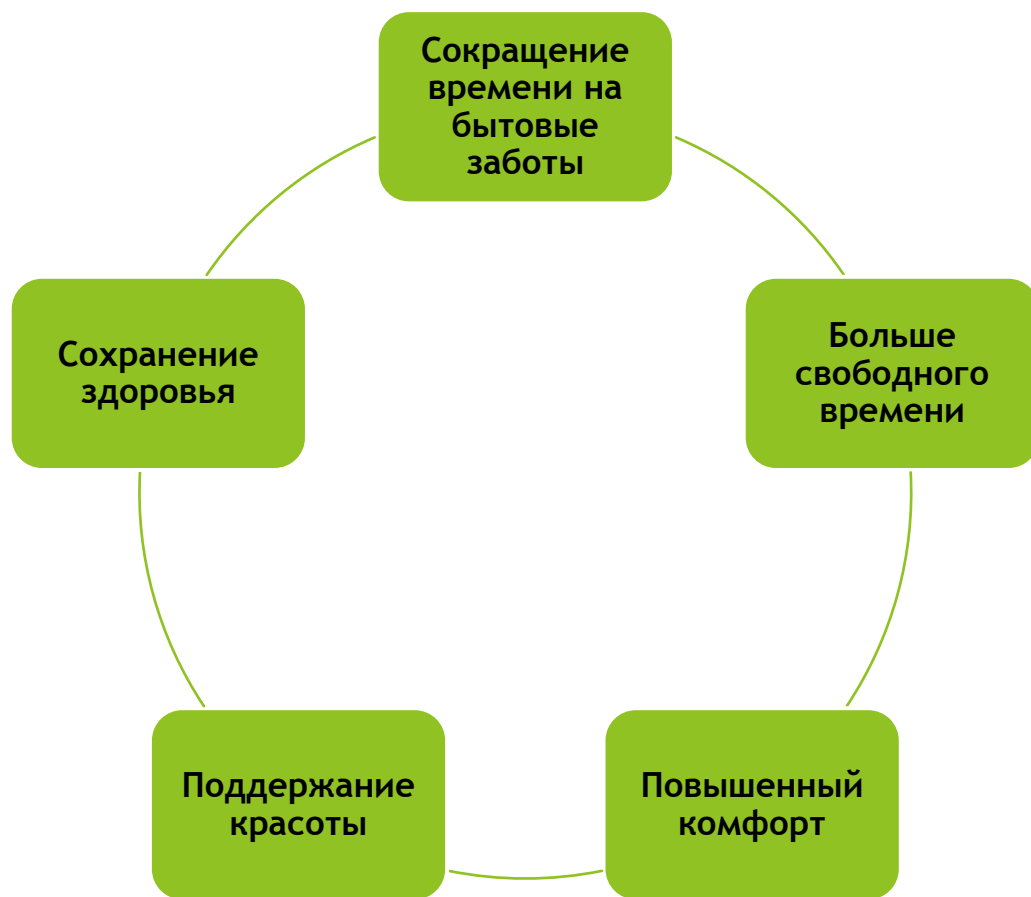 Сокращение
времени на
бытовые
заботы
Больше
свободного
времени
Повышенный
комфорт
Поддержание
красоты
Сохранение
здоровья